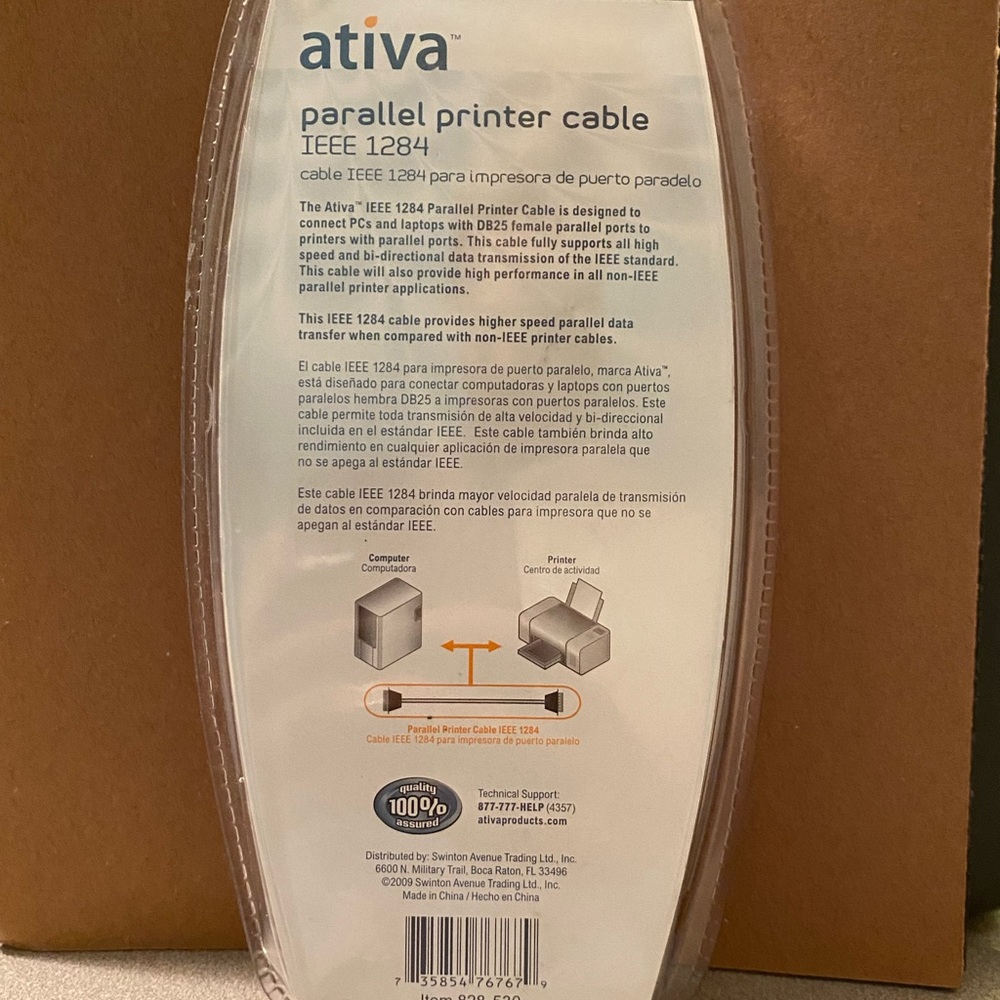 ativa™
parallel printer cable
IEEE 1284
cable IEEE 1284 para impresora de puerto paradelo
The Ativa™ IEEE 1284 Parallel Printer Cable is designed to
connect PCs and laptops with DB25 female parallel ports to
printers with parallel ports. This cable fully supports all high
speed and bi-directional data transmission of the IEEE standard.
This cable will also provide high performance in all non-IEEE
parallel printer applications.
This IEEE 1284 cable provides higher speed parallel data
transfer when compared with non-IEEE printer cables.
El cable IEEE 1284 para impresora de puerto paralelo, marca Ativa™,
está diseñado para conectar computadoras y laptops con puertos
paralelos hembra DB25 a impresoras con puertos paralelos. Este
cable permite toda transmisión de alta velocidad y bi-direccional
incluida en el estándar IEEE. Este cable también brinda alto
rendimiento en cualquier aplicación de impresora paralela que
no se apega al estándar IEEE.
Este cable IEEE 1284 brinda mayor velocidad paralela de transmisión
de datos en comparación con cables para impresora que no se
apegan al estándar IEEE.
Computer
Computadora
Printer
Centro de actividad
Parallel Printer Cable IEEE 1284
Cable IEEE 1284 para impresora de puerto paralelo
quality
100%
assured
Technical Support:
877-777-HELP (4357)
ativaproducts.com
Distributed by: Swinton Avenue Trading Ltd., Inc.
6600 N. Military Trail, Boca Raton, FL 33496
©2009 Swinton Avenue Trading Ltd., Inc.
Made in China / Hecho en China
7 35854 76767 9
Item 828-520